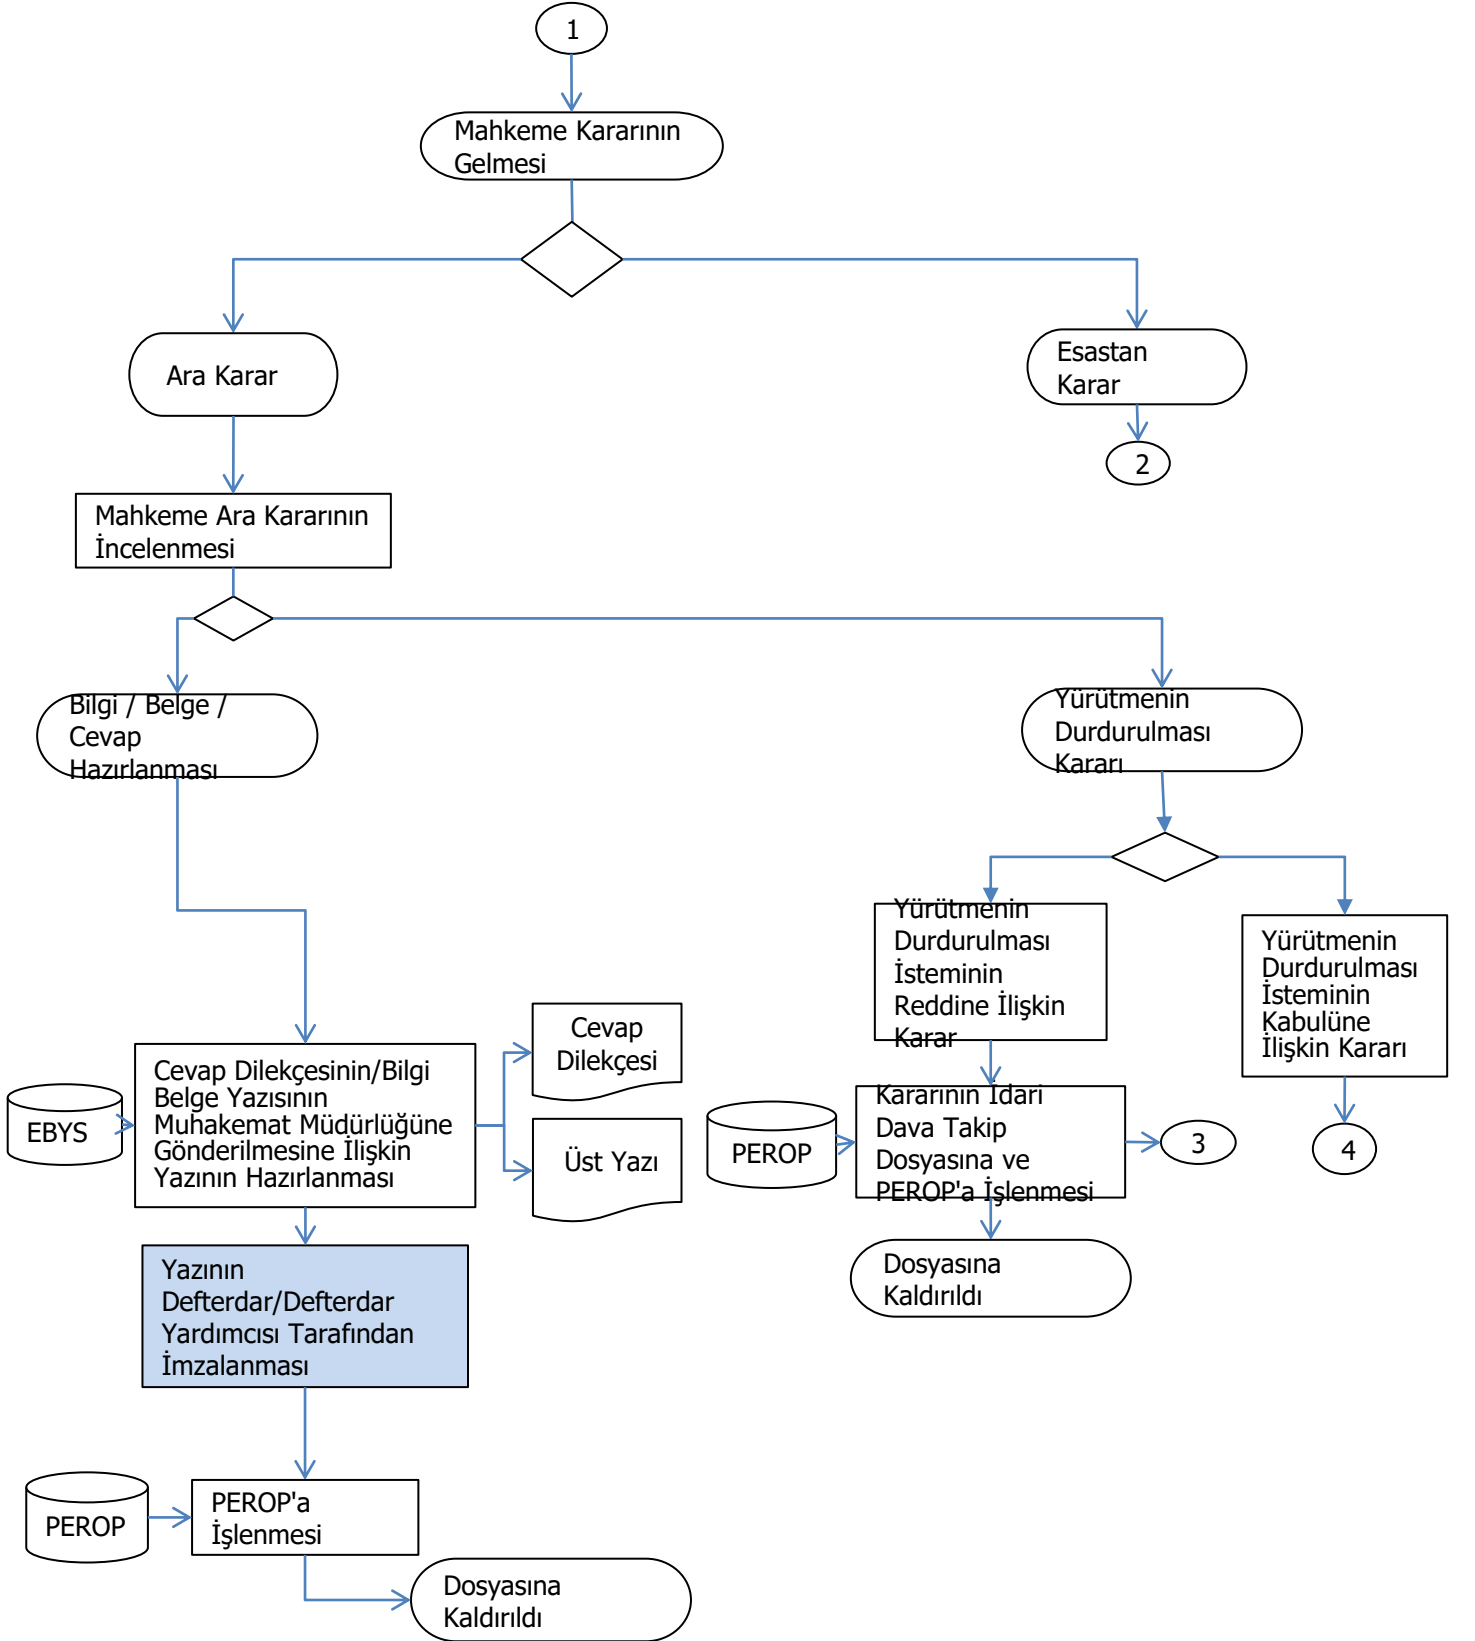 1
Mahkeme Kararının
Gelmesi
Ara Karar
Esastan
Karar
2
Mahkeme Ara Kararının
İncelenmesi
Bilgi / Belge /
Cevap
Hazırlanması
Yürütmenin
Durdurulması
Kararı
Yürütmenin
Durdurulması
İsteminin
Reddine İlişkin
Karar
Yürütmenin
Durdurulması
İsteminin
Kabulüne
İlişkin Kararı
Cevap
Dilekçesi
EBYS
Cevap Dilekçesinin/Bilgi
Belge Yazısının
Muhakemat Müdürlüğüne
Gönderilmesine İlişkin
Yazının Hazırlanması
Üst Yazı
PEROP
Kararının İdari
Dava Takip
Dosyasına ve
PEROP'a İşlenmesi
3
4
Yazının
Defterdar/Defterdar
Yardımcısı Tarafından
İmzalanması
Dosyasına
Kaldırıldı
PEROP
PEROP'a
İşlenmesi
Dosyasına
Kaldırıldı